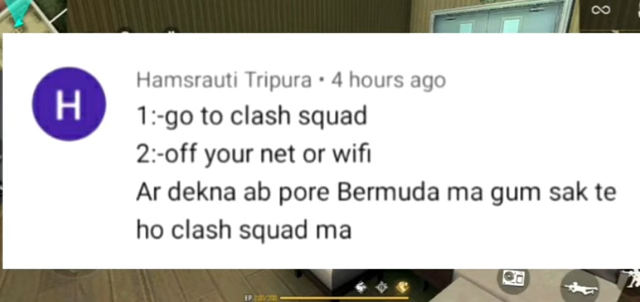 H
Hamsrauti Tripura • 4 hours ago
1:-go to clash squad
2:-off your net or wifi
Ar dekna ab pore Bermuda ma gum sak te
ho clash squad ma